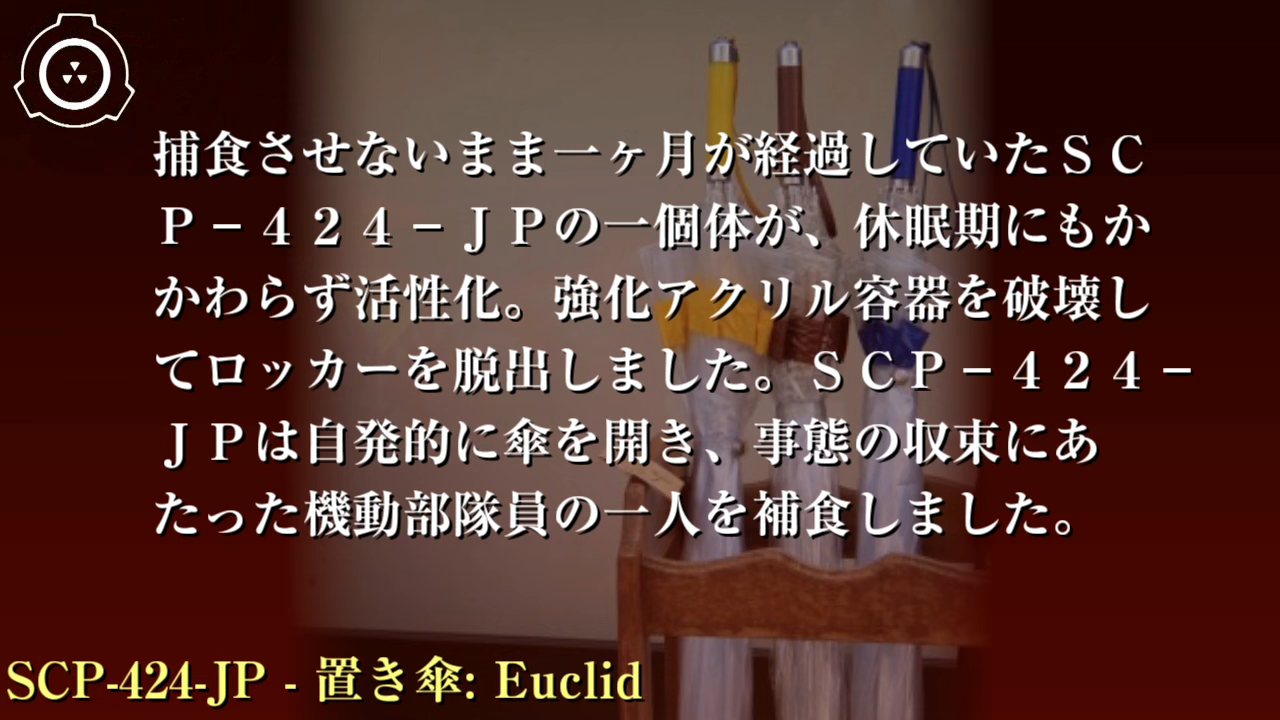 捕食させないまま一ヶ月が経過していたＳＣ
Ｐ－４２４－ＪＰの一個体が、休眠期にもか
かわらず活性化。強化アクリル容器を破壊し
てロッカーを脱出しました。ＳＣＰ－４２４－
ＪＰは自発的に傘を開き、事態の収束にあ
たった機動部隊員の一人を補食しました。
SCP-424-JP - 置き傘: Euclid